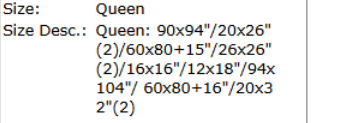 Size: Queen
Size Desc.: Queen: 90x94"/20x26"
(2)/60x80+15"/26x26"
(2)/16x16"/12x18"/94x
104"/ 60x80+16"/20x3
2"(2)